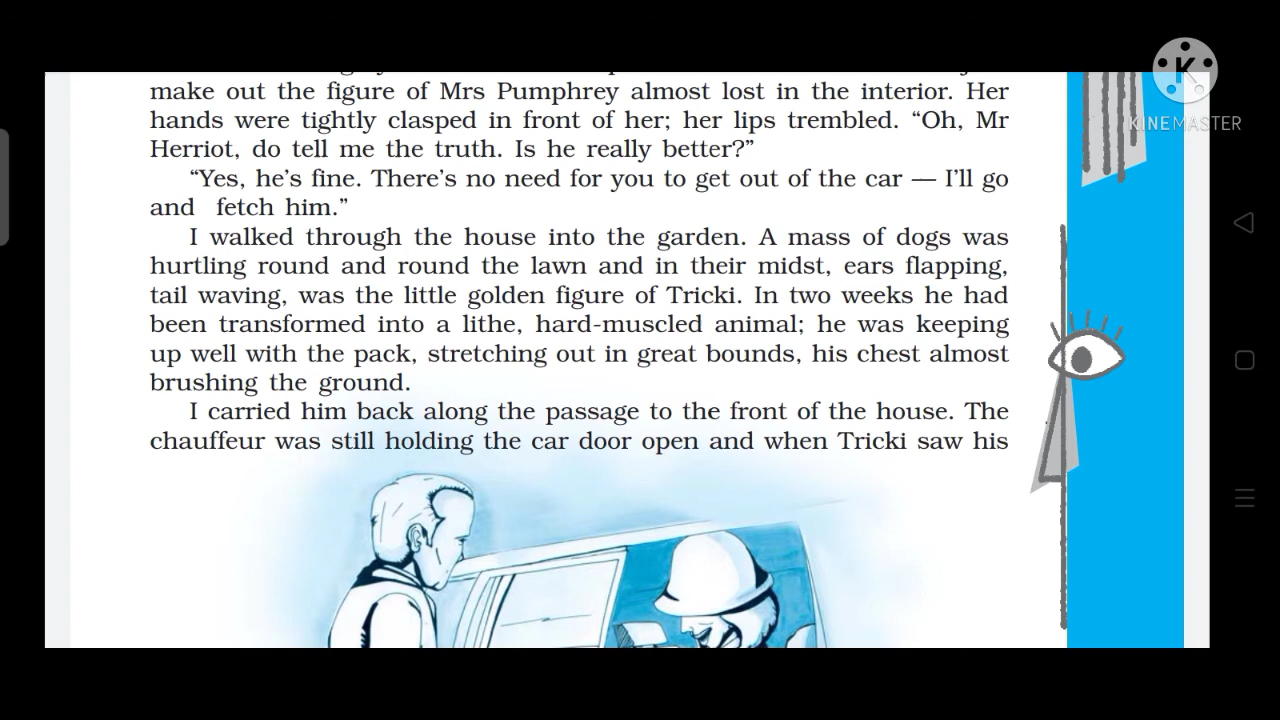 make out the figure of Mrs Pumphrey almost lost in the interior. Her
hands were tightly clasped in front of her; her lips trembled. “Oh, Mr
Herriot, do tell me the truth. Is he really better?”
“Yes, he’s fine. There’s no need for you to get out of the car — I’ll go
and fetch him.”
I walked through the house into the garden. A mass of dogs was
hurtling round and round the lawn and in their midst, ears flapping,
tail waving, was the little golden figure of Tricki. In two weeks he had
been transformed into a lithe, hard-muscled animal; he was keeping
up well with the pack, stretching out in great bounds, his chest almost
brushing the ground.
I carried him back along the passage to the front of the house. The
chauffeur was still holding the car door open and when Tricki saw his
K
KINEMASTER